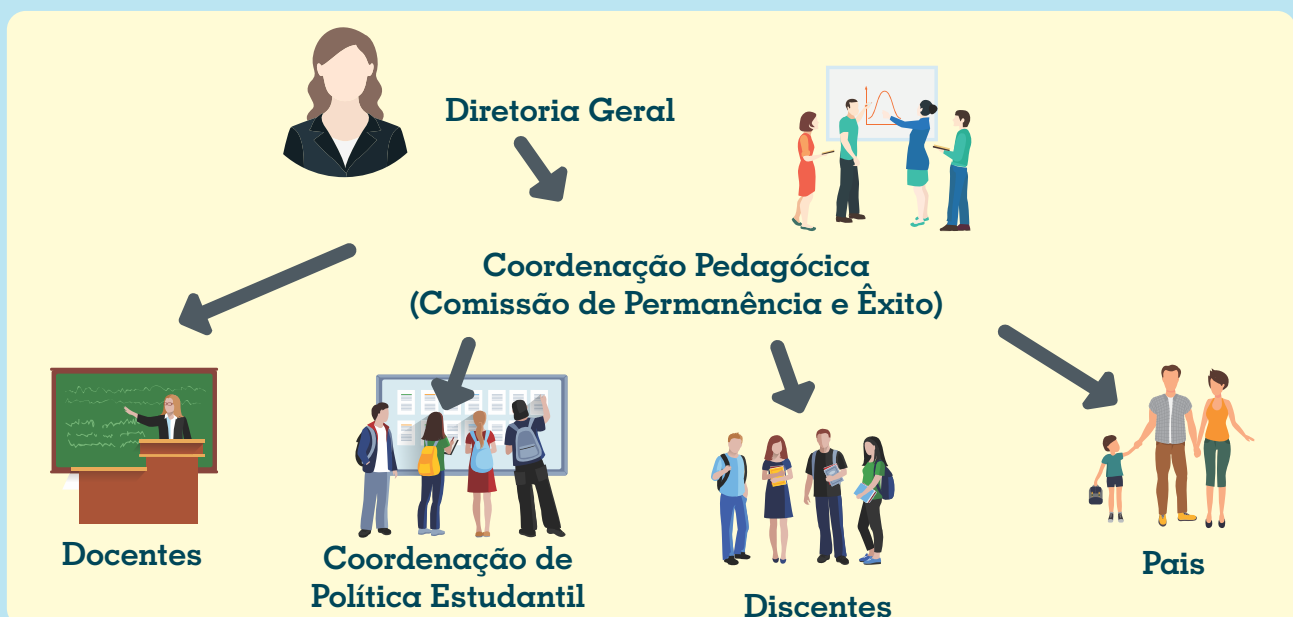 Diretoria Geral
Coordenação Pedagócica
(Comissão de Permanência e Êxito)
Docentes
Coordenação de
Política Estudantil
Discentes
Pais